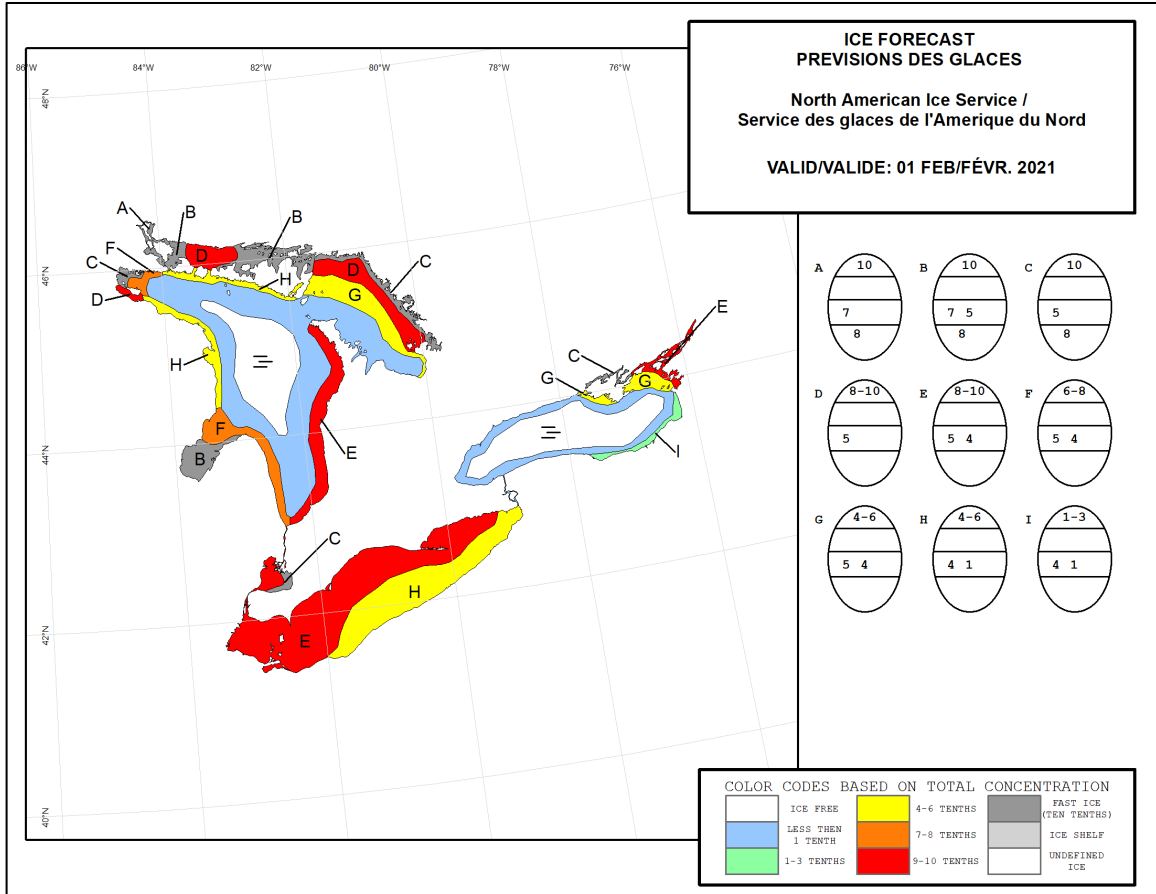 ICE FORECAST
PREVISIONS DES GLACES
North American Ice Service /
Service des glaces de l'Amerique du Nord
VALID/VALIDE: 01 FEB/FÉVR. 2021
86°W 84°W 82°W 80°W 78°W 76°W
48°N
46°N
44°N
42°N
40°N
A
B
B
F
D
C
H
D
C
D
G
E
H
C
G
G
F
E
I
B
C
H
E
A 10 B 10 C 10
7 7 5 5
8 8 8
D 8-10 E 8-10 F 6-8
5 5 4 5 4
G 4-6 H 4-6 I 1-3
5 4 4 1 4 1
COLOR CODES BASED ON TOTAL CONCENTRATION
ICE FREE 4-6 TENTHS FAST ICE
(TEN TENTHS)
LESS THEN
1 TENTH 7-8 TENTHS ICE SHELF
1-3 TENTHS 9-10 TENTHS UNDEFINED
ICE